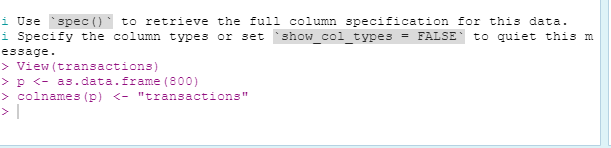 i Use `spec()` to retrieve the full column specification for this data.
i Specify the column types or set `show_col_types = FALSE` to quiet this m
essage.
> View(transactions)
> p <- as.data.frame(800)
> colnames(p) <- "transactions"
>